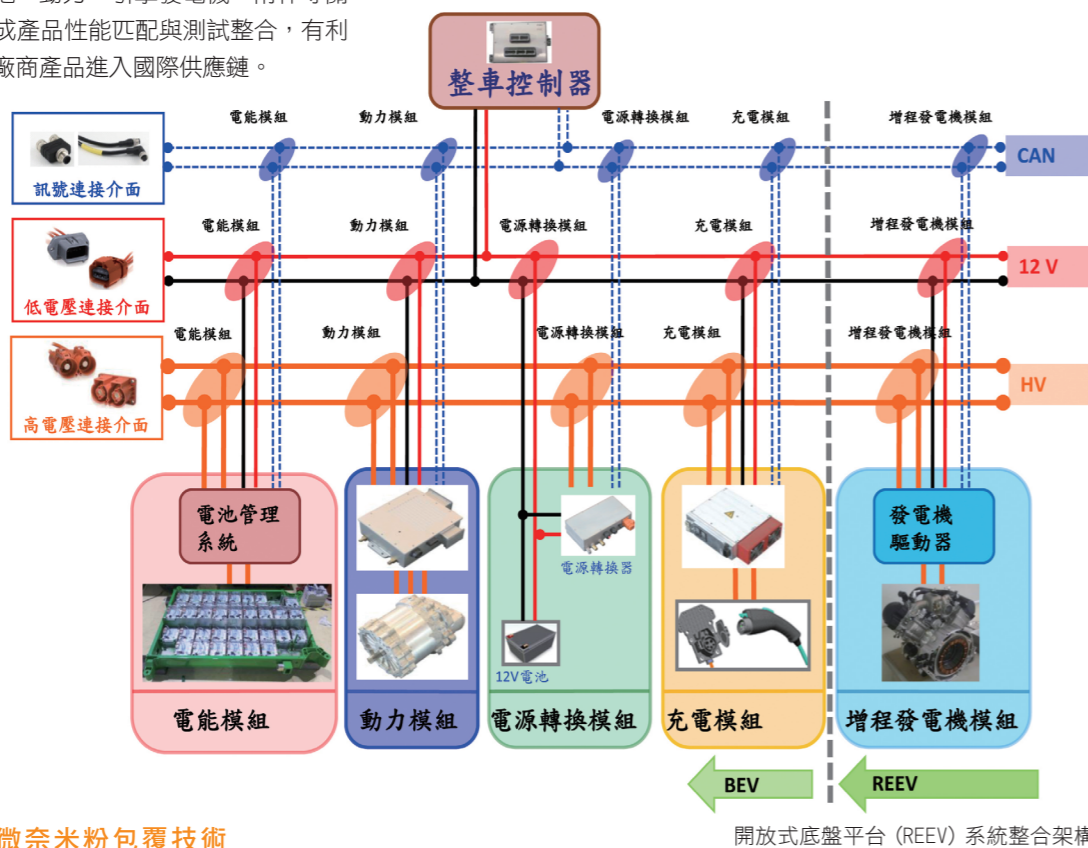 成產品性能匹配與測試整合，有利
廠商產品進入國際供應鏈。
整車控制器
電能模組
動力模組
電源轉換模組
充電模組
增程發電機模組
訊號連接介面
CAN
電能模組
動力模組
電源轉換模組
充電模組
增程發電機模組
低電壓連接介面
12 V
電能模組
動力模組
電源轉換模組
充電模組
增程發電機模組
高電壓連接介面
HV
電池管理
系統
發電機
驅動器
電源轉換器
12V電池
電能模組
動力模組
電源轉換模組
充電模組
增程發電機模組
BEV
REEV
微奈米粉包覆技術
開放式底盤平台 (REEV) 系統整合架構